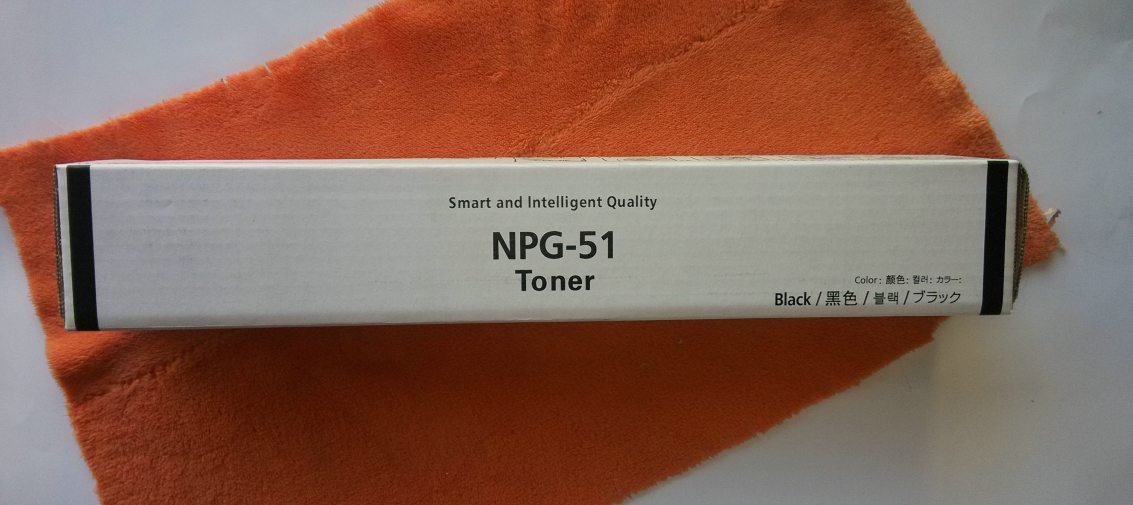 Smart and Intelligent Quality
NPG-51
Toner
Color: 顏色: 컬러: カラー:
Black / 黑色 / 블랙 / ブラック